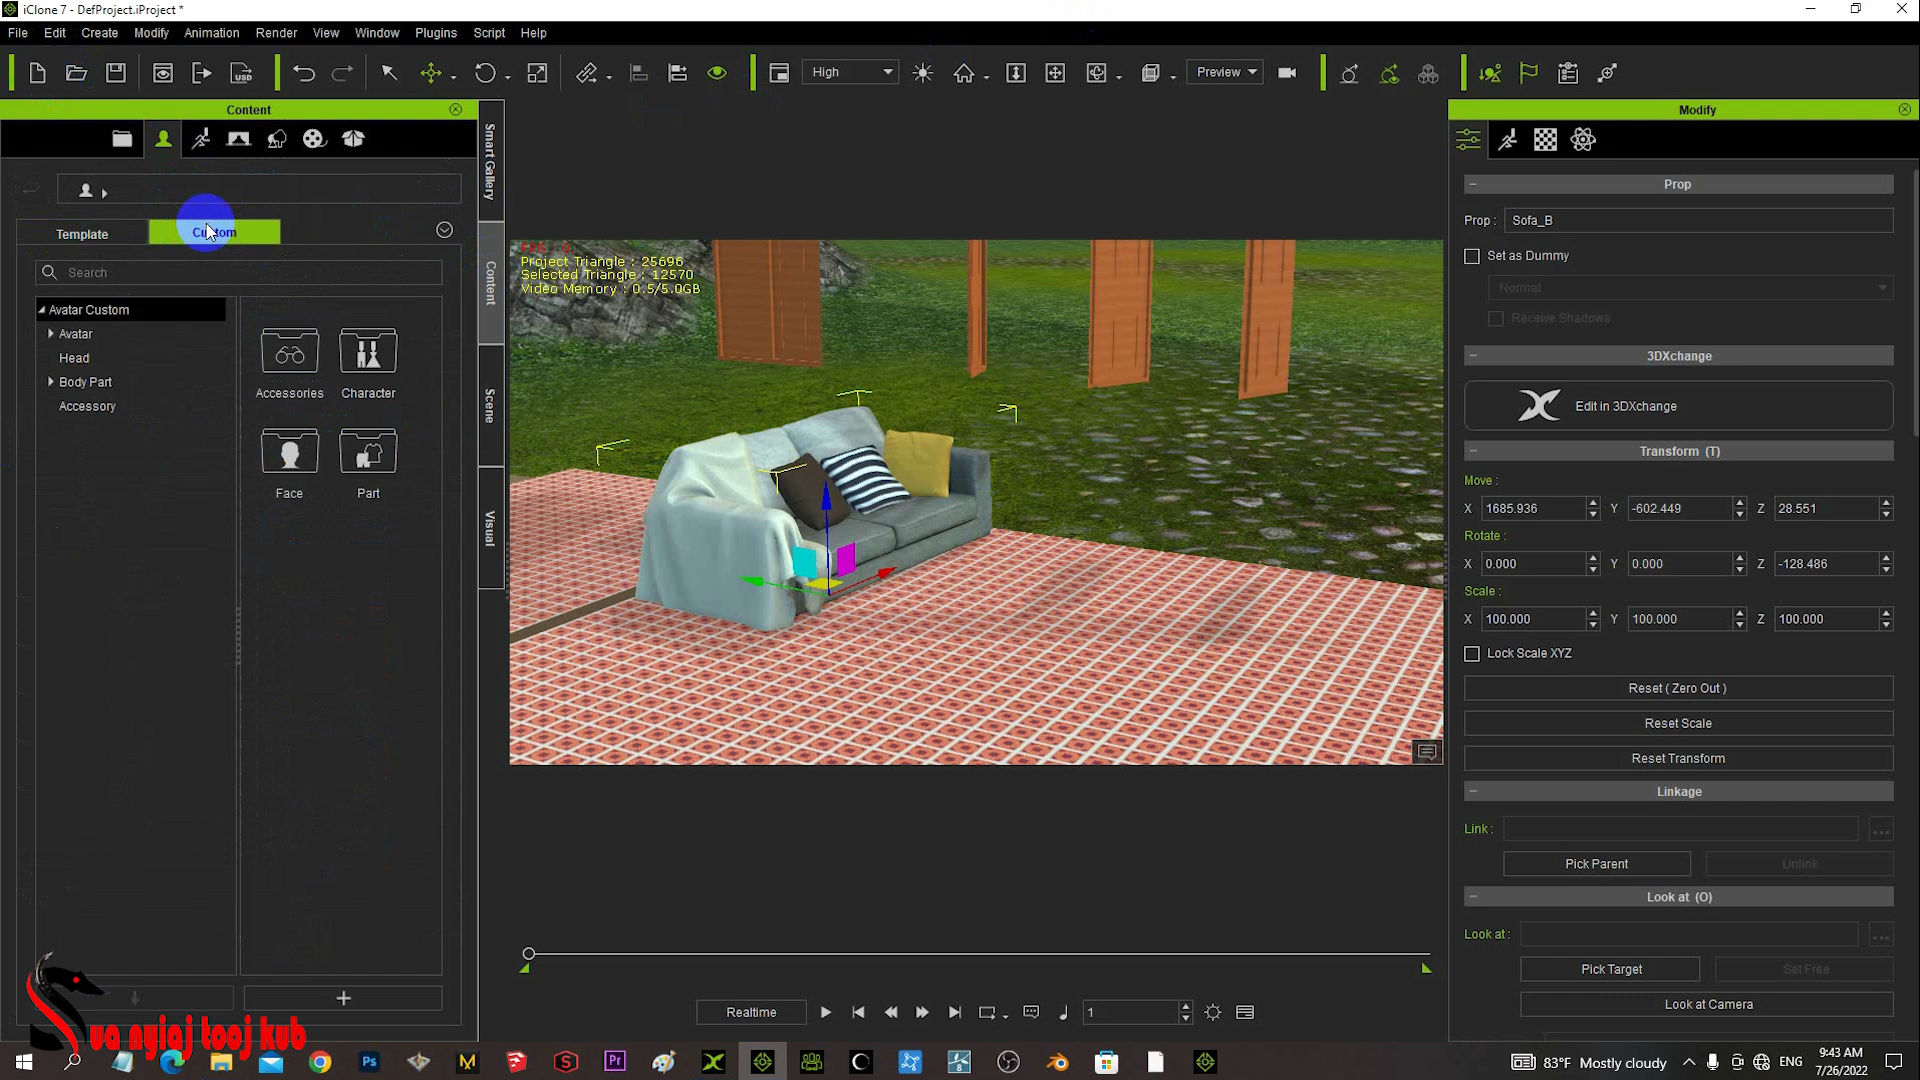 iClone 7 - DefProject.iProject *
File Edit Create Modify Animation Render View Window Plugins Script Help
USD
High
Preview
Content
Modify
Smart Gallery
Content
Scene
Visual
Template
Custom
Search
Avatar Custom
Avatar
Head
Body Part
Accessory
Accessories Character
Face Part
Project Triangle : 25696
Selected Triangle : 12570
Video Memory : 0.5/5.0GB
Prop
Prop : Sofa_B
Set as Dummy
Normal
Receive Shadows
3DXchange
Edit in 3DXchange
Transform (T)
Move :
X 1685.936 Y -602.449 Z 28.551
Rotate :
X 0.000 Y 0.000 Z -128.486
Scale :
X 100.000 Y 100.000 Z 100.000
Lock Scale XYZ
Reset ( Zero Out )
Reset Scale
Reset Transform
Linkage
Link :
Pick Parent Unlink
Look at (O)
Look at :
Pick Target Set Free
Look at Camera
Realtime 1
Sua nyiaj tooj kub
83°F Mostly cloudy ENG
9:43 AM
7/26/2022